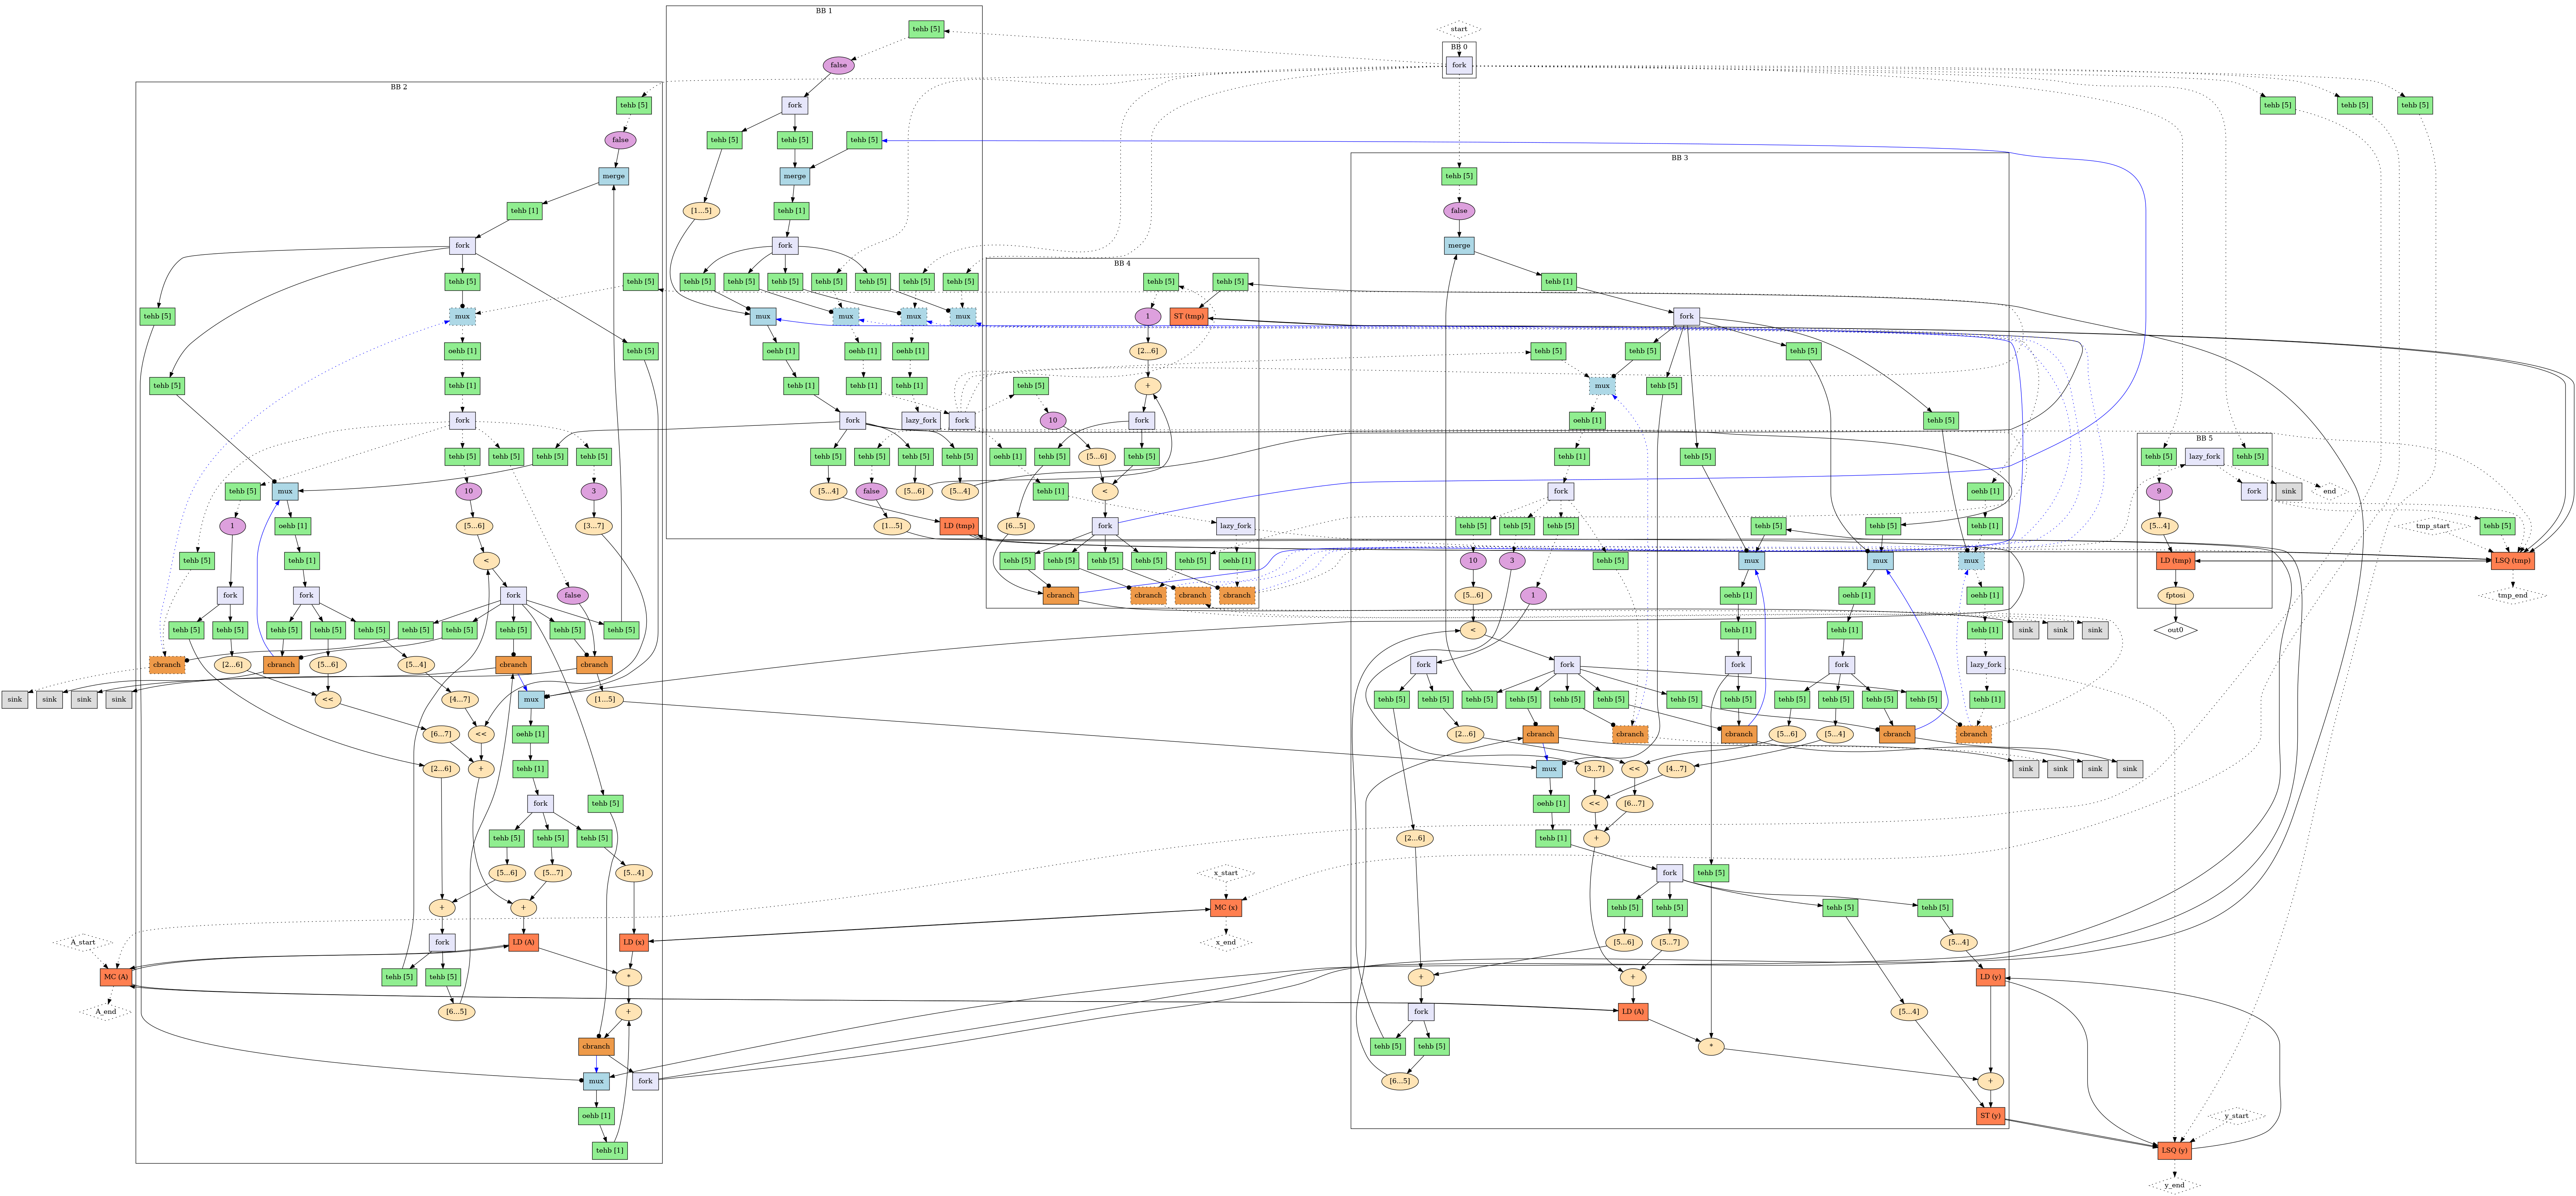 BB 1
tehb [5]
start
BB 0
false
fork
BB 2
tehb [5]
fork
tehb [5]
tehb [5]
tehb [5]
false
tehb [5]
tehb [5]
tehb [5]
BB 3
merge
merge
tehb [5]
tehb [1]
[1...5]
tehb [1]
false
fork
fork
merge
BB 4
tehb [5]
tehb [5]
tehb [5]
tehb [5]
tehb [5]
tehb [5]
tehb [5]
tehb [5]
tehb [5]
tehb [5]
tehb [5]
tehb [1]
tehb [5]
mux
mux
mux
mux
mux
1
ST (tmp)
fork
oehb [1]
tehb [5]
oehb [1]
oehb [1]
oehb [1]
[2...6]
tehb [5]
tehb [5]
tehb [5]
tehb [5]
tehb [1]
tehb [1]
tehb [1]
tehb [1]
tehb [5]
+
mux
tehb [5]
fork
fork
lazy_fork
fork
10
fork
oehb [1]
tehb [5]
BB 5
tehb [5]
tehb [5]
tehb [5]
tehb [5]
tehb [5]
tehb [5]
tehb [5]
tehb [5]
oehb [1]
tehb [5]
[5...6]
tehb [5]
tehb [1]
tehb [5]
tehb [5]
lazy_fork
tehb [5]
tehb [5]
mux
10
3
[5...4]
false
[5...6]
[5...4]
tehb [1]
<
fork
oehb [1]
9
fork
sink
end
1
oehb [1]
[5...6]
[3...7]
[1...5]
LD (tmp)
[6...5]
fork
lazy_fork
tehb [5]
tehb [5]
tehb [5]
tehb [5]
tehb [5]
tehb [1]
[5...4]
tmp_start
tehb [5]
tehb [5]
tehb [1]
<
tehb [5]
tehb [5]
tehb [5]
tehb [5]
tehb [5]
oehb [1]
10
3
tehb [5]
mux
mux
mux
LD (tmp)
LSQ (tmp)
fork
fork
fork
false
cbranch
cbranch
cbranch
cbranch
[5...6]
1
oehb [1]
oehb [1]
oehb [1]
fptosi
tmp_end
tehb [5]
tehb [5]
tehb [5]
tehb [5]
tehb [5]
tehb [5]
tehb [5]
tehb [5]
tehb [5]
tehb [5]
<
tehb [1]
tehb [1]
tehb [1]
sink
sink
sink
out0
cbranch
[2...6]
cbranch
[5...6]
[5...4]
cbranch
cbranch
fork
fork
fork
fork
lazy_fork
sink
sink
sink
sink
<<
[4...7]
mux
[1...5]
tehb [5]
tehb [5]
tehb [5]
tehb [5]
tehb [5]
tehb [5]
tehb [5]
tehb [5]
tehb [5]
tehb [5]
tehb [5]
tehb [5]
tehb [1]
[6...7]
<<
oehb [1]
[2...6]
cbranch
cbranch
cbranch
[5...6]
[5...4]
cbranch
cbranch
[2...6]
+
tehb [1]
mux
[3...7]
<<
[4...7]
sink
sink
sink
sink
fork
tehb [5]
oehb [1]
<<
[6...7]
tehb [5]
tehb [5]
tehb [5]
[2...6]
tehb [1]
+
[5...6]
[5...7]
[5...4]
x_start
fork
tehb [5]
+
+
MC (x)
tehb [5]
tehb [5]
tehb [5]
tehb [5]
A_start
fork
LD (A)
LD (x)
x_end
[5...6]
[5...7]
[5...4]
MC (A)
tehb [5]
tehb [5]
*
+
+
LD (y)
A_end
[6...5]
+
fork
LD (A)
[5...4]
cbranch
tehb [5]
tehb [5]
*
mux
fork
[6...5]
+
oehb [1]
ST (y)
y_start
tehb [1]
LSQ (y)
y_end